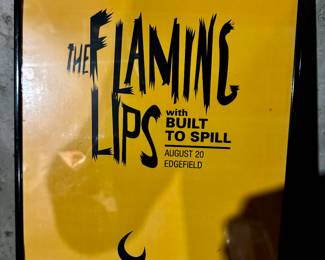 THE FLAMING
LIPS
with
BUILT
TO SPILL
AUGUST 20
EDGEFIELD